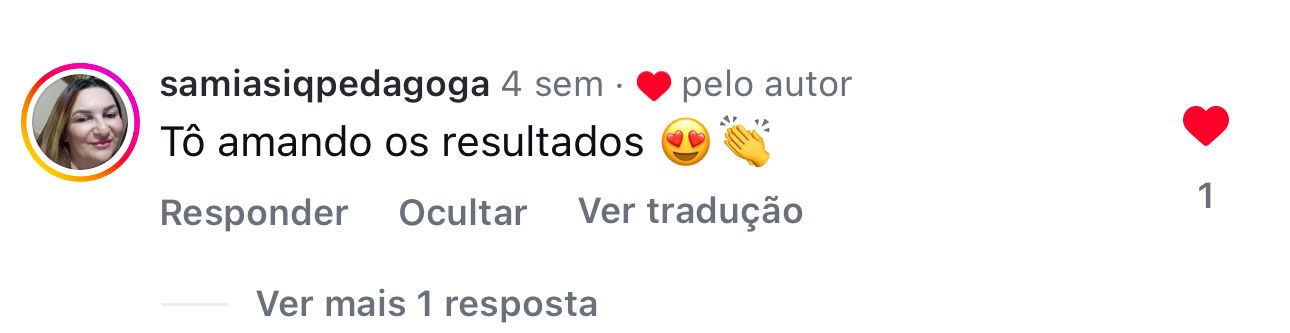 samiasiqpedagoga 4 sem · ❤️ pelo autor
Tô amando os resultados 😍👏
1
Responder Ocultar Ver tradução
Ver mais 1 resposta